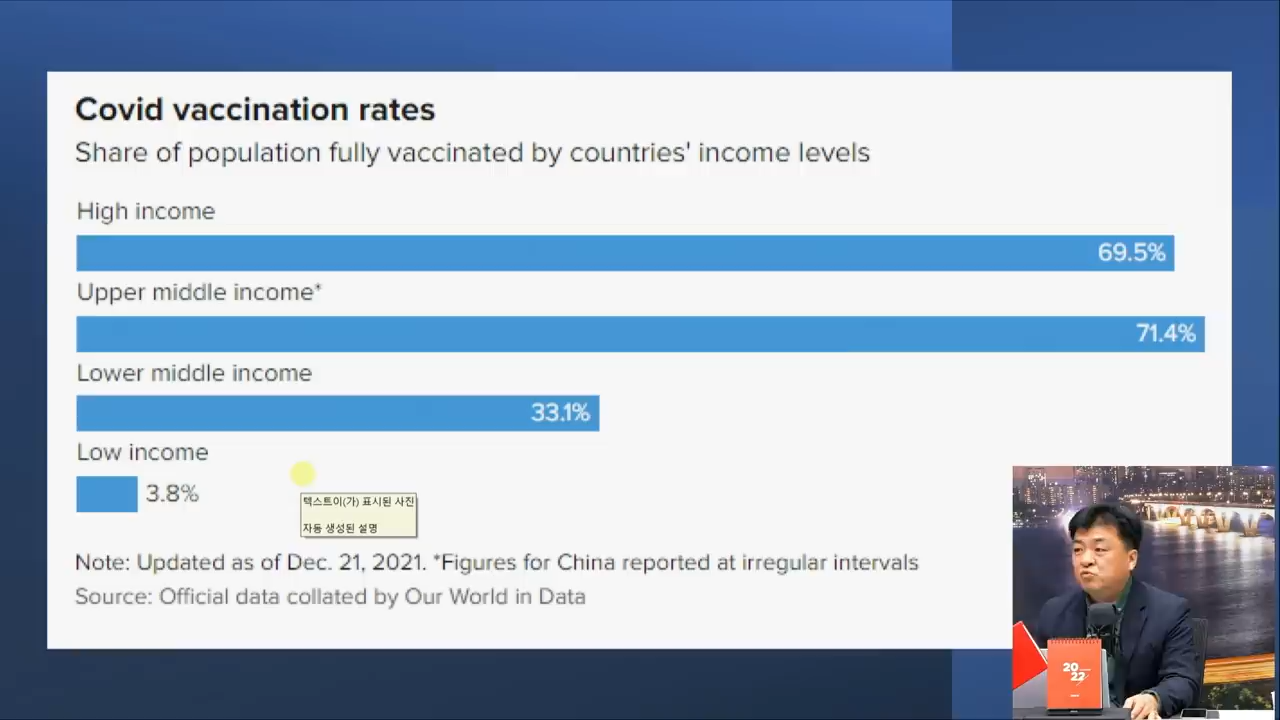 Covid vaccination rates
Share of population fully vaccinated by countries' income levels
High income
69.5%
Upper middle income*
71.4%
Lower middle income
33.1%
Low income
3.8%
텍스트이(가) 표시된 사진
자동 생성된 설명
Note: Updated as of Dec. 21, 2021. *Figures for China reported at irregular intervals
Source: Official data collated by Our World in Data
20
22